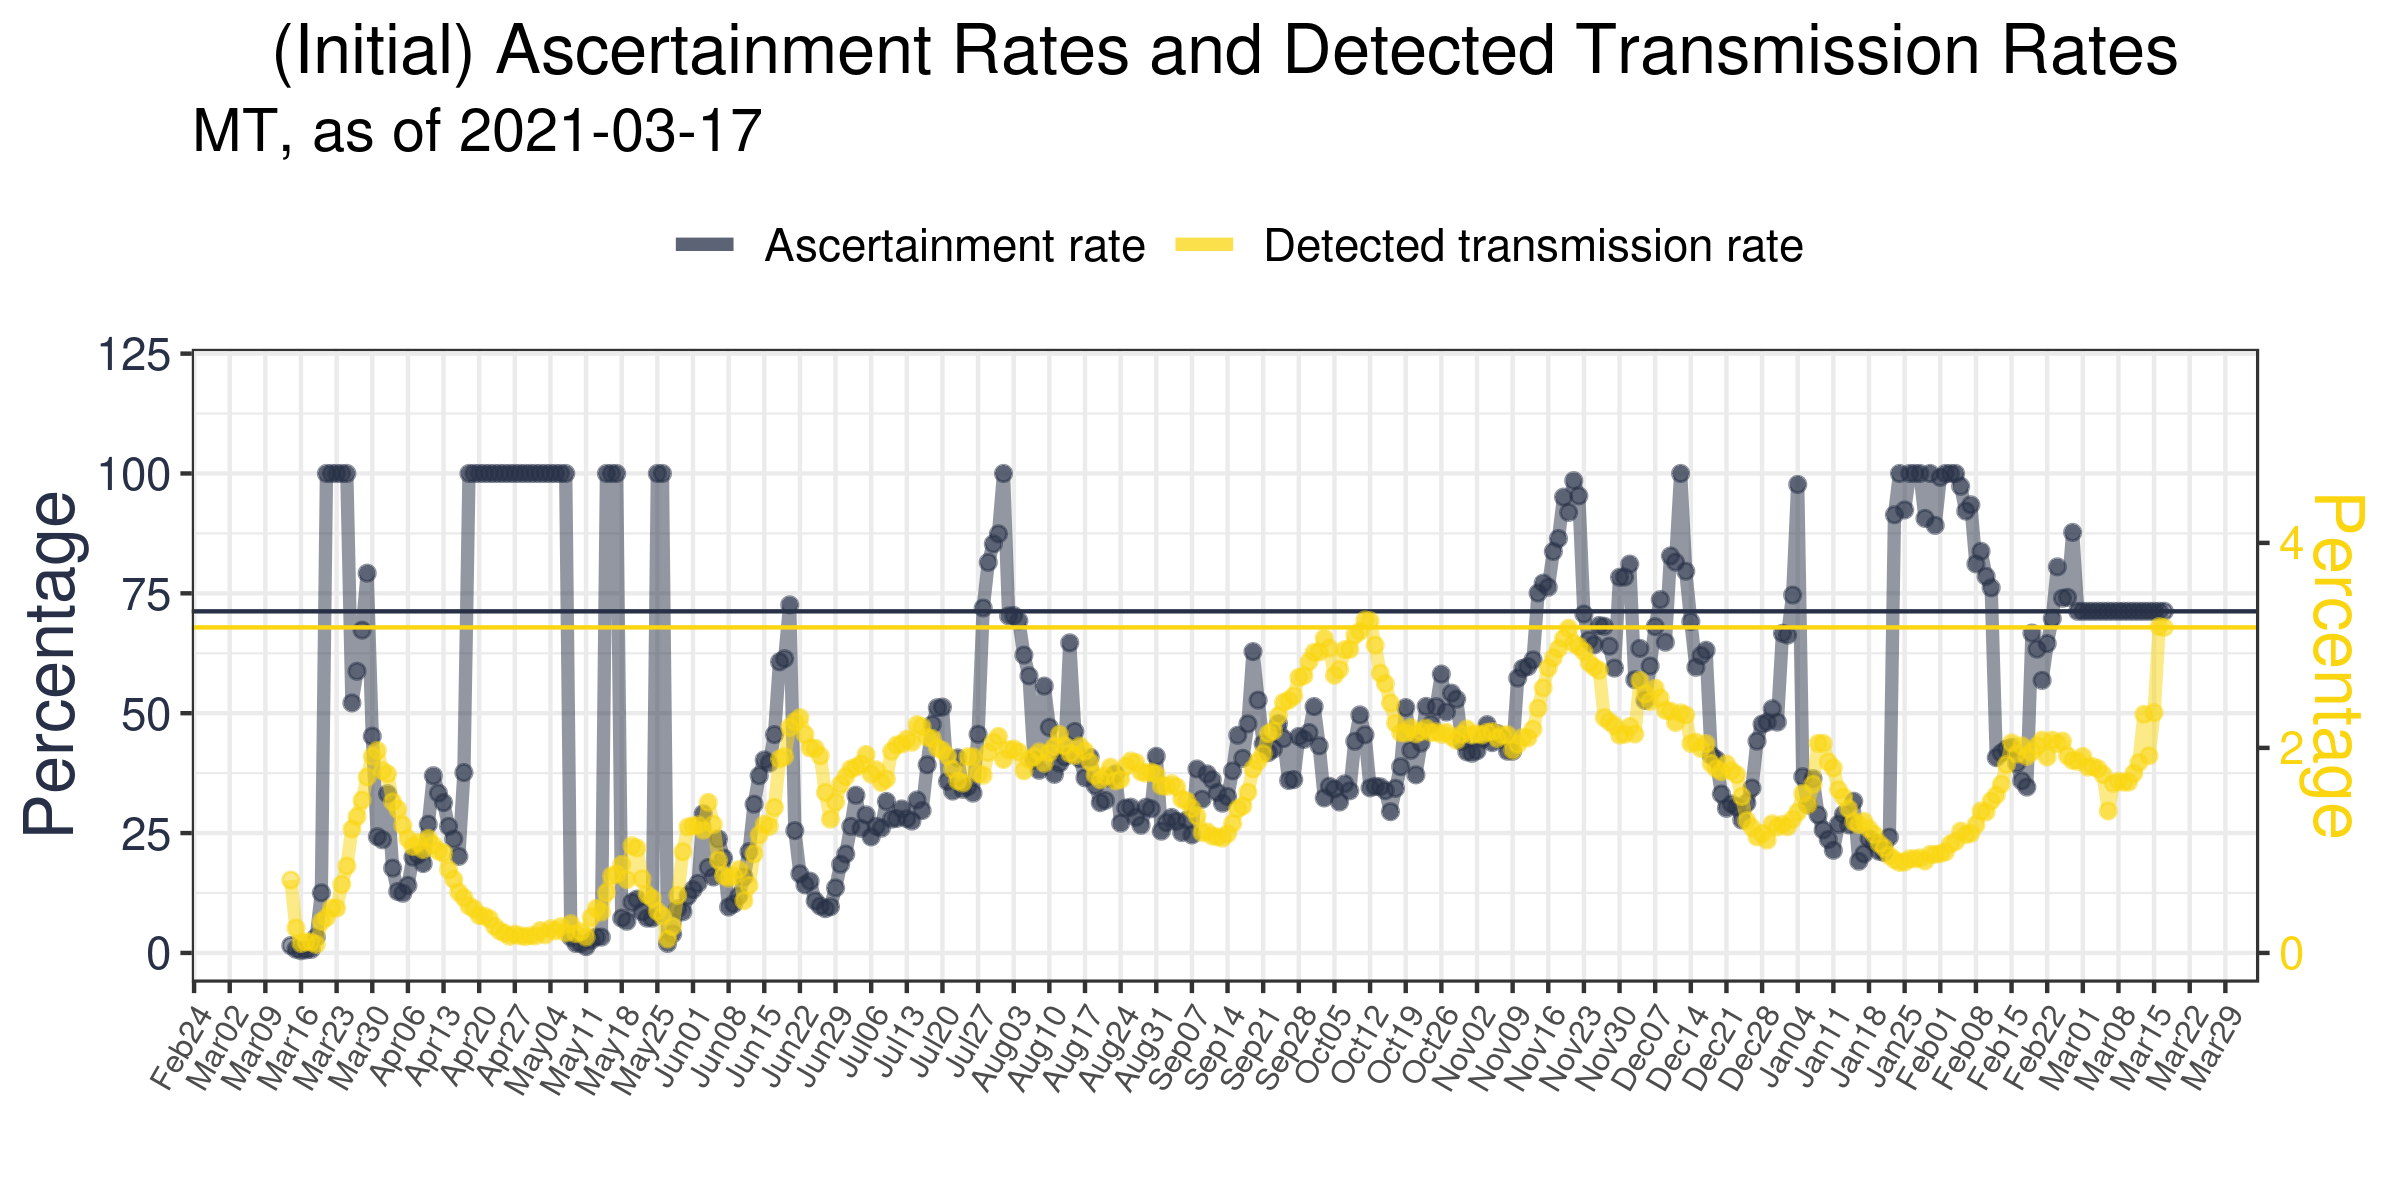 (Initial) Ascertainment Rates and Detected Transmission Rates
MT, as of 2021-03-17
Ascertainment rate
Detected transmission rate
Percentage
125
100
75
50
25
0
Percentage
4
2
0
Feb24
Mar02
Mar09
Mar16
Mar23
Mar30
Apr06
Apr13
Apr20
Apr27
May04
May11
May18
May25
Jun01
Jun08
Jun15
Jun22
Jun29
Jul06
Jul13
Jul20
Jul27
Aug03
Aug10
Aug17
Aug24
Aug31
Sep07
Sep14
Sep21
Sep28
Oct05
Oct12
Oct19
Oct26
Nov02
Nov09
Nov16
Nov23
Nov30
Dec07
Dec14
Dec21
Dec28
Jan04
Jan11
Jan18
Jan25
Feb01
Feb08
Feb15
Feb22
Mar01
Mar08
Mar15
Mar22
Mar29